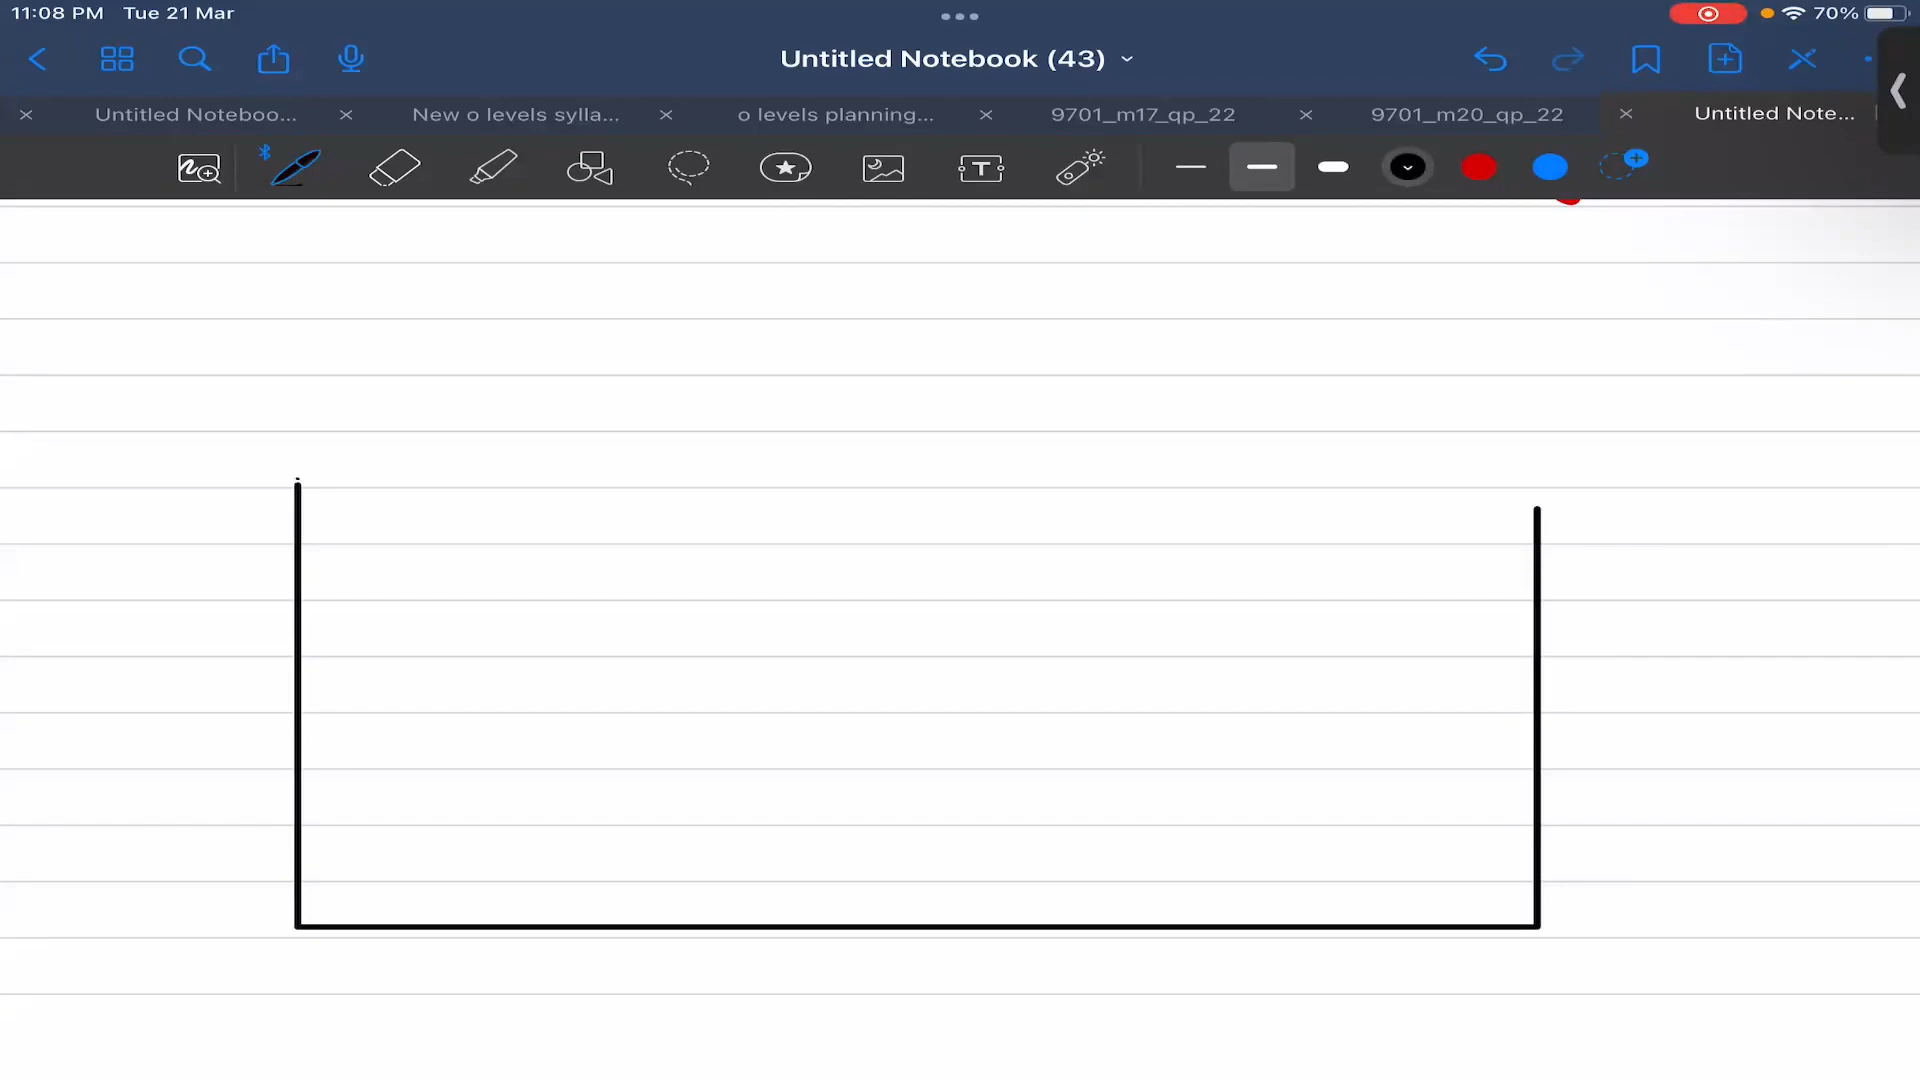 11:08 PM Tue 21 Mar
70%
Untitled Notebook (43)
Untitled Noteboo...
New o levels sylla...
o levels planning...
9701_m17_qp_22
9701_m20_qp_22
Untitled Note...
T